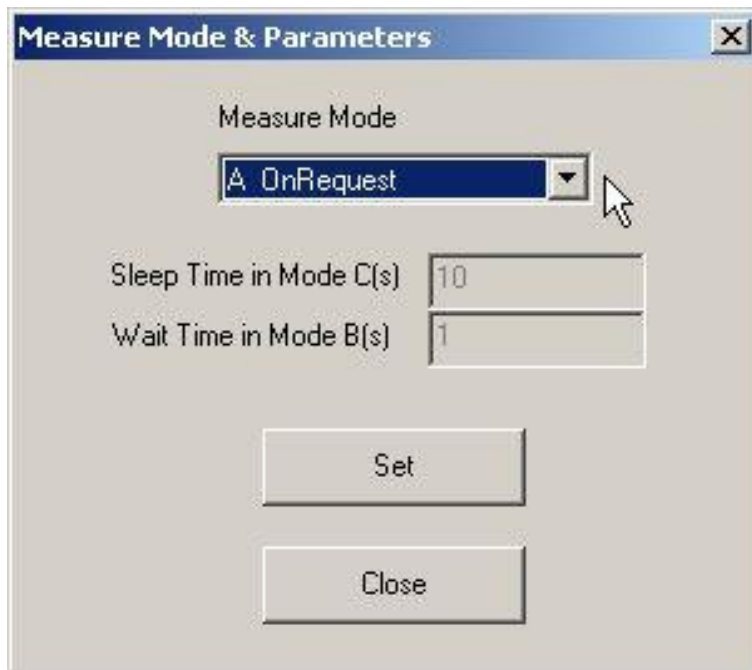 Measure Mode & Parameters
Measure Mode
A OnRequest
Sleep Time in Mode C(s) 10
Wait Time in Mode B(s) 1
Set
Close